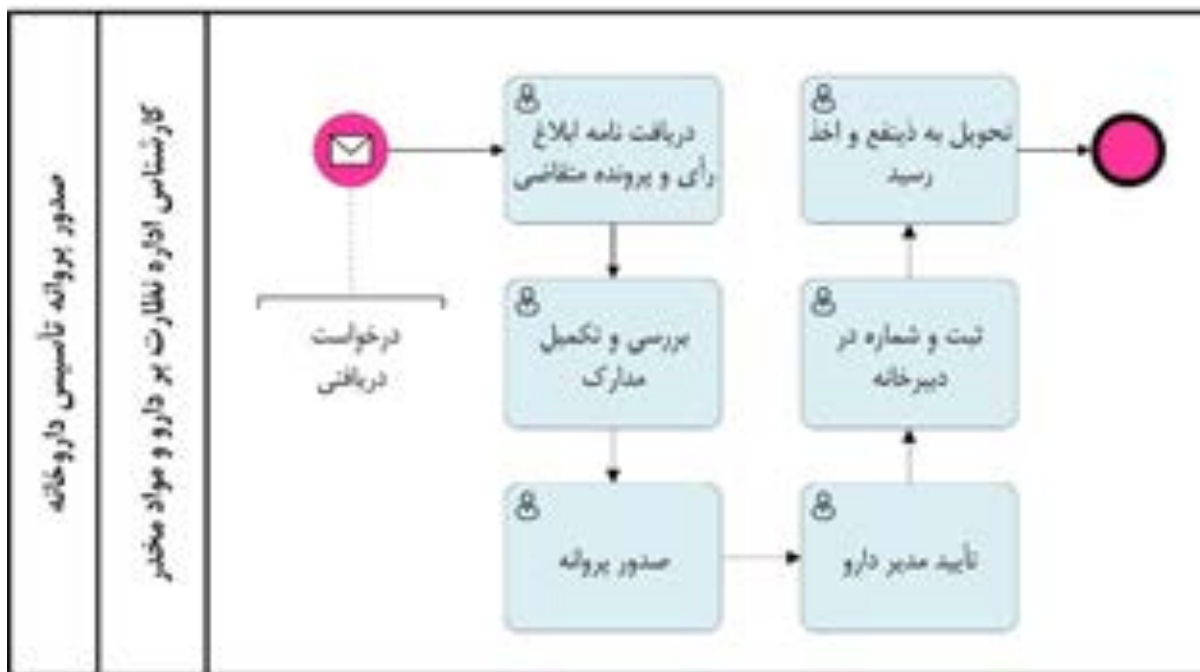 صدور پروانه تأسیس داروخانه
کارشناس اداره نظارت بر دارو و مواد مخدر
درخواست
دریافتی
دریافت نامه ابلاغ
رأی و پرونده متقاضی
بررسی و تکمیل
مدارک
صدور پروانه
تأیید مدیر دارو
ثبت و شماره در
دبیرخانه
تحویل به ذینفع و اخذ
رسید